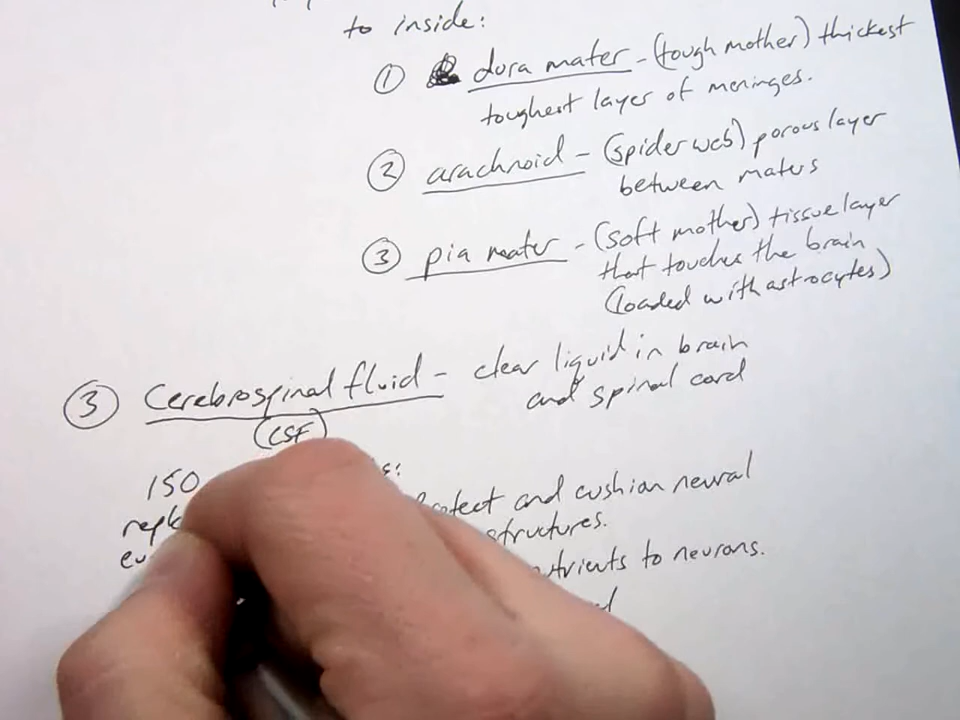 to inside:
① dura mater - (tough mother) thickest
toughest layer of meninges.
② arachnoid - (spider web) porous layer
between maters
③ pia mater - (soft mother) tissue layer
that touches the brain
(loaded with astrocytes)
③ Cerebrospinal fluid - clear liquid in brain
and spinal cord
(CSF)
150
and cushion neural
structures.
to neurons.